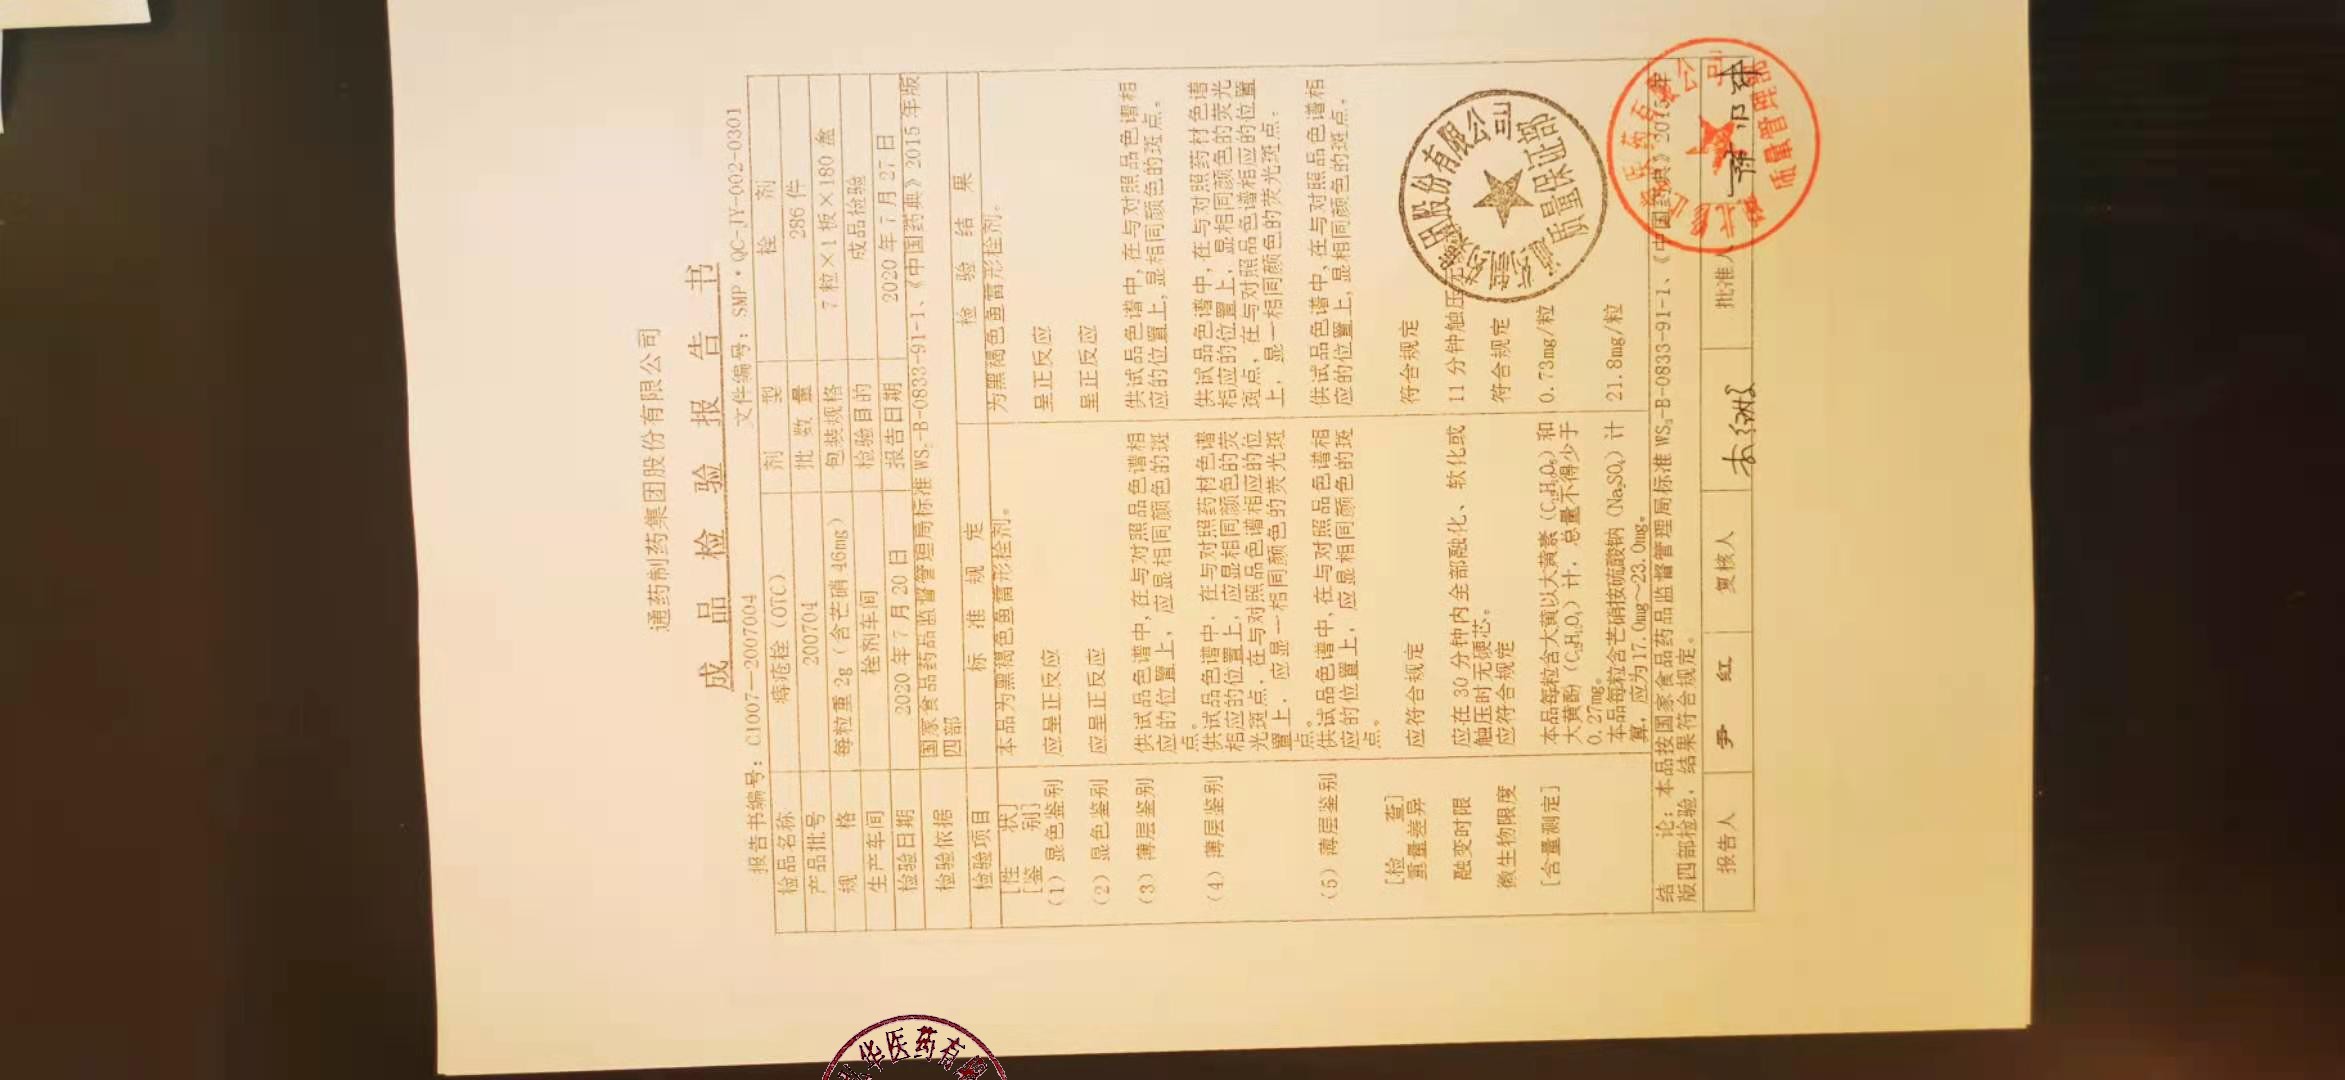 通药制药集团股份有限公司
成品检验报告书
报告书编号：C1007—2007004 文件编号：SMP·QC-JY-002-0301
检品名称 痔疮栓（OTC） 剂型 栓剂
产品批号 200704 批数量 286件
规格 每粒重2g（含芒硝46mg） 包装规格 7粒×1板×180盒
生产车间 栓剂车间 检验目的 成品检验
检验日期 2020年7月20日 报告日期 2020年7月27日
检验依据 国家食品药品监督管理局标准WS₃-B-0833-91-1、《中国药典》2015年版
四部
检验项目 标准规定 检验结果
[性状] 本品为黑褐色鱼雷形栓剂。 为黑褐色鱼雷形栓剂。
[鉴别]
（1）显色鉴别 应呈正反应 呈正反应
（2）显色鉴别 应呈正反应 呈正反应
（3）薄层鉴别 供试品色谱中，在与对照品色谱相 供试品色谱中，在与对照品色谱相
应的位置上，应显相同颜色的斑 应的位置上，显相同颜色的斑点。
点。
（4）薄层鉴别 供试品色谱中，在与对照药材色谱 供试品色谱中，在与对照药材色谱
相应的位置上，应显相同颜色的荧 相应的位置上，显相同颜色的荧光
光斑点，在与对照品色谱相应的位 斑点，在与对照品色谱相应的位置
置上，应显一相同颜色的荧光斑 上，显一相同颜色的荧光斑点。
点。
（5）薄层鉴别 供试品色谱中，在与对照品色谱相 供试品色谱中，在与对照品色谱相
应的位置上，应显相同颜色的斑 应的位置上，显相同颜色的斑点。
点。
[检查]
重量差异 应符合规定 符合规定
融变时限 应在30分钟内全部融化、软化或 11分钟触压
触压时无硬芯。
微生物限度 应符合规定 符合规定
[含量测定] 本品每粒含大黄以大黄素（C₁₅H₁₀O₅）和 0.73mg/粒
大黄酚（C₁₅H₁₀O₄）计，总量不得少于
0.27mg。
本品每粒含芒硝按硫酸钠（Na₂SO₄）计 21.8mg/粒
算，应为17.0mg～23.0mg。
结论：本品按国家食品药品监督管理局标准WS₃-B-0833-91-1、《中国药典》2015年
版四部检验，结果符合规定。
报告人 尹红 复核人 批准人
股份有限公司
质量保证部
医药有限公司
质量管理部
华医药有限